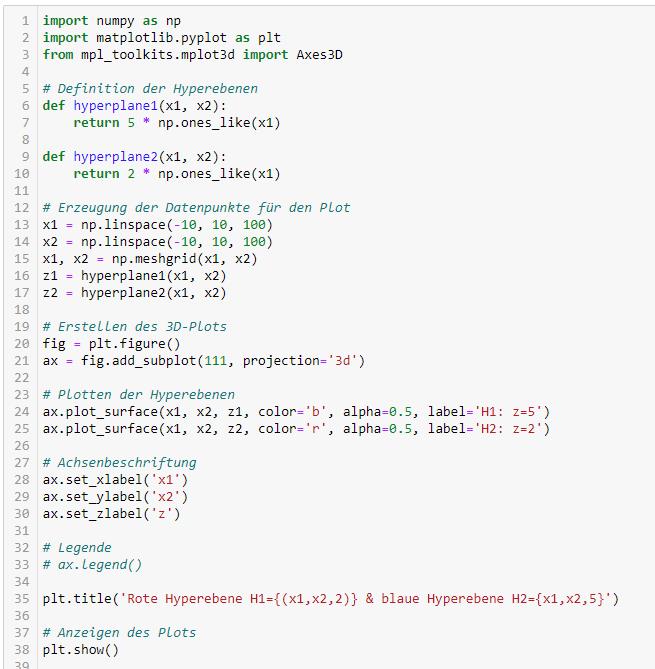 1 import numpy as np
2 import matplotlib.pyplot as plt
3 from mpl_toolkits.mplot3d import Axes3D
4
5 # Definition der Hyperebenen
6 def hyperplane1(x1, x2):
7     return 5 * np.ones_like(x1)
8
9 def hyperplane2(x1, x2):
10     return 2 * np.ones_like(x1)
11
12 # Erzeugung der Datenpunkte für den Plot
13 x1 = np.linspace(-10, 10, 100)
14 x2 = np.linspace(-10, 10, 100)
15 x1, x2 = np.meshgrid(x1, x2)
16 z1 = hyperplane1(x1, x2)
17 z2 = hyperplane2(x1, x2)
18
19 # Erstellen des 3D-Plots
20 fig = plt.figure()
21 ax = fig.add_subplot(111, projection='3d')
22
23 # Plotten der Hyperebenen
24 ax.plot_surface(x1, x2, z1, color='b', alpha=0.5, label='H1: z=5')
25 ax.plot_surface(x1, x2, z2, color='r', alpha=0.5, label='H2: z=2')
26
27 # Achsenbeschriftung
28 ax.set_xlabel('x1')
29 ax.set_ylabel('x2')
30 ax.set_zlabel('z')
31
32 # Legende
33 # ax.legend()
34
35 plt.title('Rote Hyperebene H1={(x1,x2,2)} & blaue Hyperebene H2={x1,x2,5}')
36
37 # Anzeigen des Plots
38 plt.show()
39